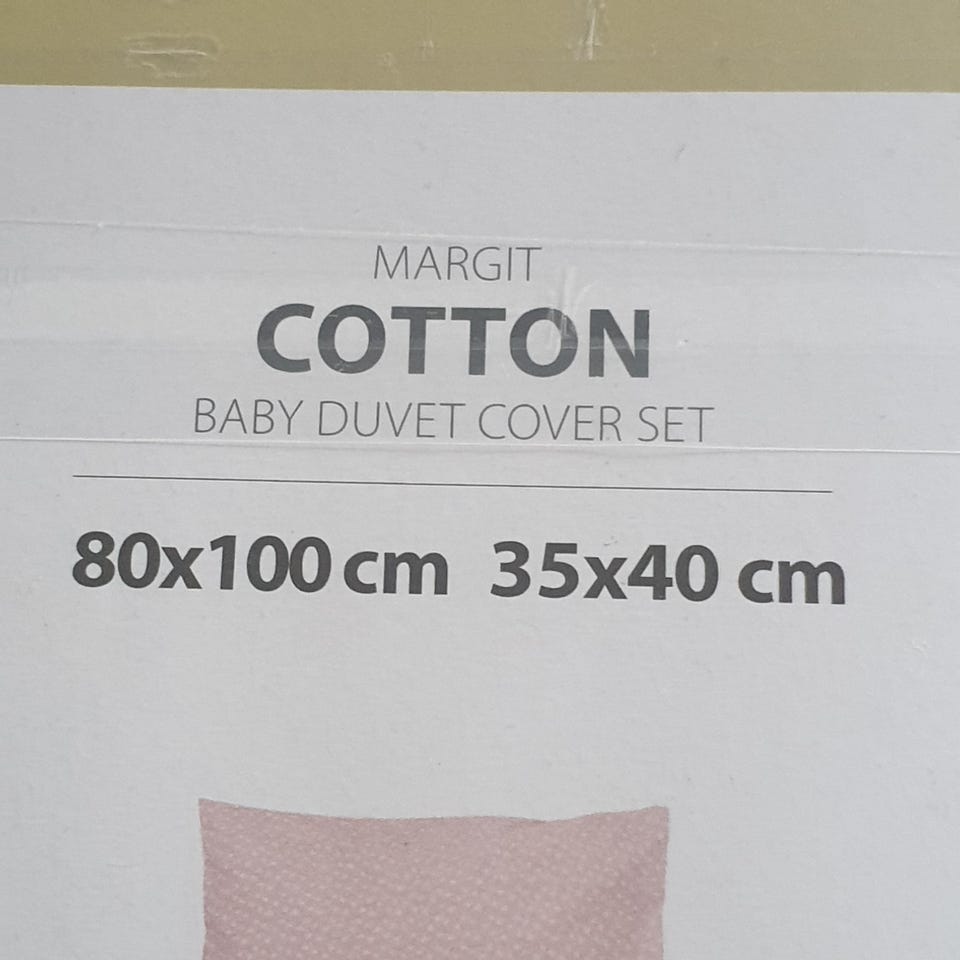 MARGIT
COTTON
BABY DUVET COVER SET
80x100 cm 35x40 cm